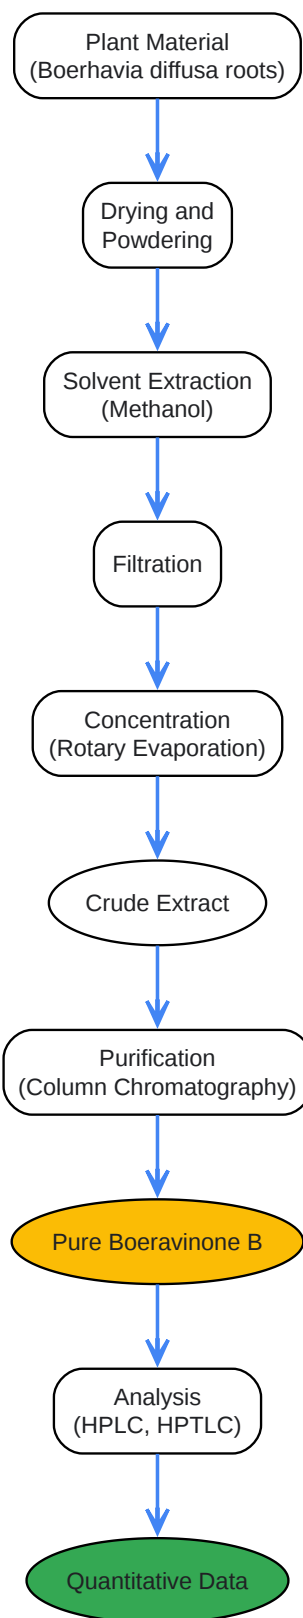 Plant Material
(Boerhavia diffusa roots)
Drying and
Powdering
Solvent Extraction
(Methanol)
Filtration
Concentration
(Rotary Evaporation)
Crude Extract
Purification
(Column Chromatography)
Pure Boeravinone B
Analysis
(HPLC, HPTLC)
Quantitative Data